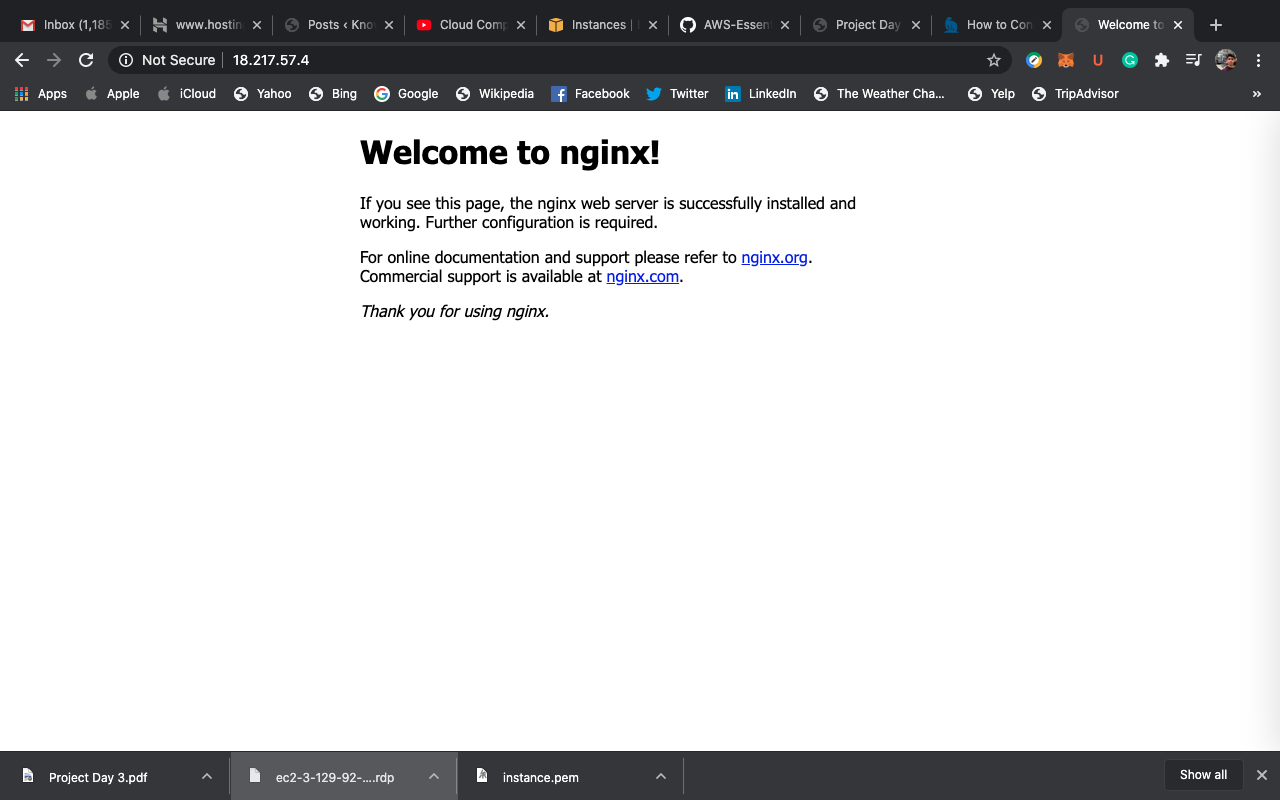 Inbox (1,185
www.hostin
Posts ‹ Kno
Cloud Comp
Instances |
AWS-Essen
Project Day
How to Con
Welcome to
Not Secure
18.217.57.4
U
G
Apps
Apple
iCloud
Yahoo
Bing
Google
Wikipedia
Facebook
Twitter
LinkedIn
The Weather Cha...
Yelp
TripAdvisor
»
Welcome to nginx!
If you see this page, the nginx web server is successfully installed and
working. Further configuration is required.
For online documentation and support please refer to nginx.org.
Commercial support is available at nginx.com.
Thank you for using nginx.
Project Day 3.pdf
ec2-3-129-92-....rdp
instance.pem
Show all